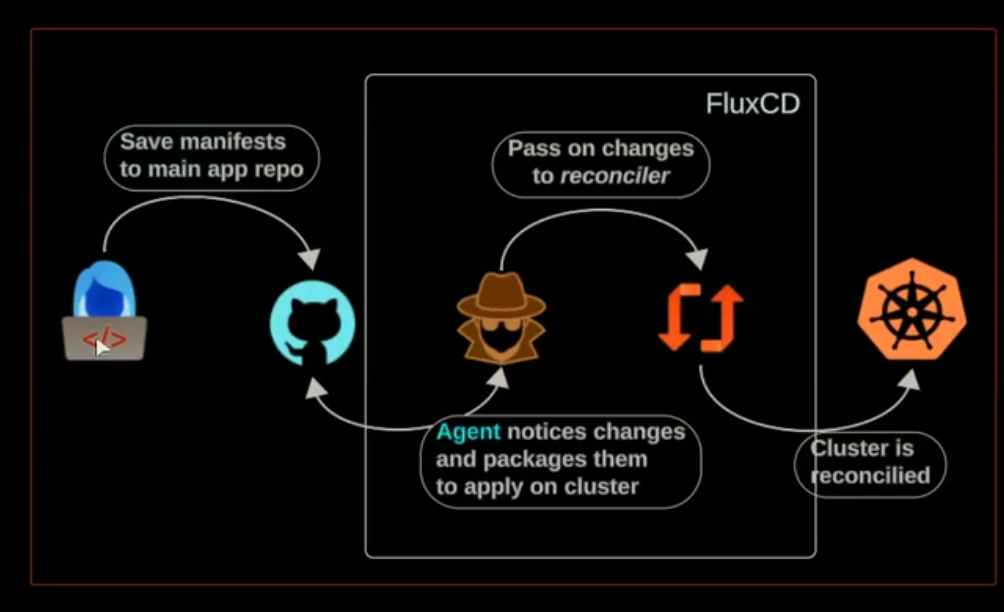 FluxCD
Save manifests
to main app repo
Pass on changes
to reconciler
</>
Agent notices changes
and packages them
to apply on cluster
Cluster is
reconcilied